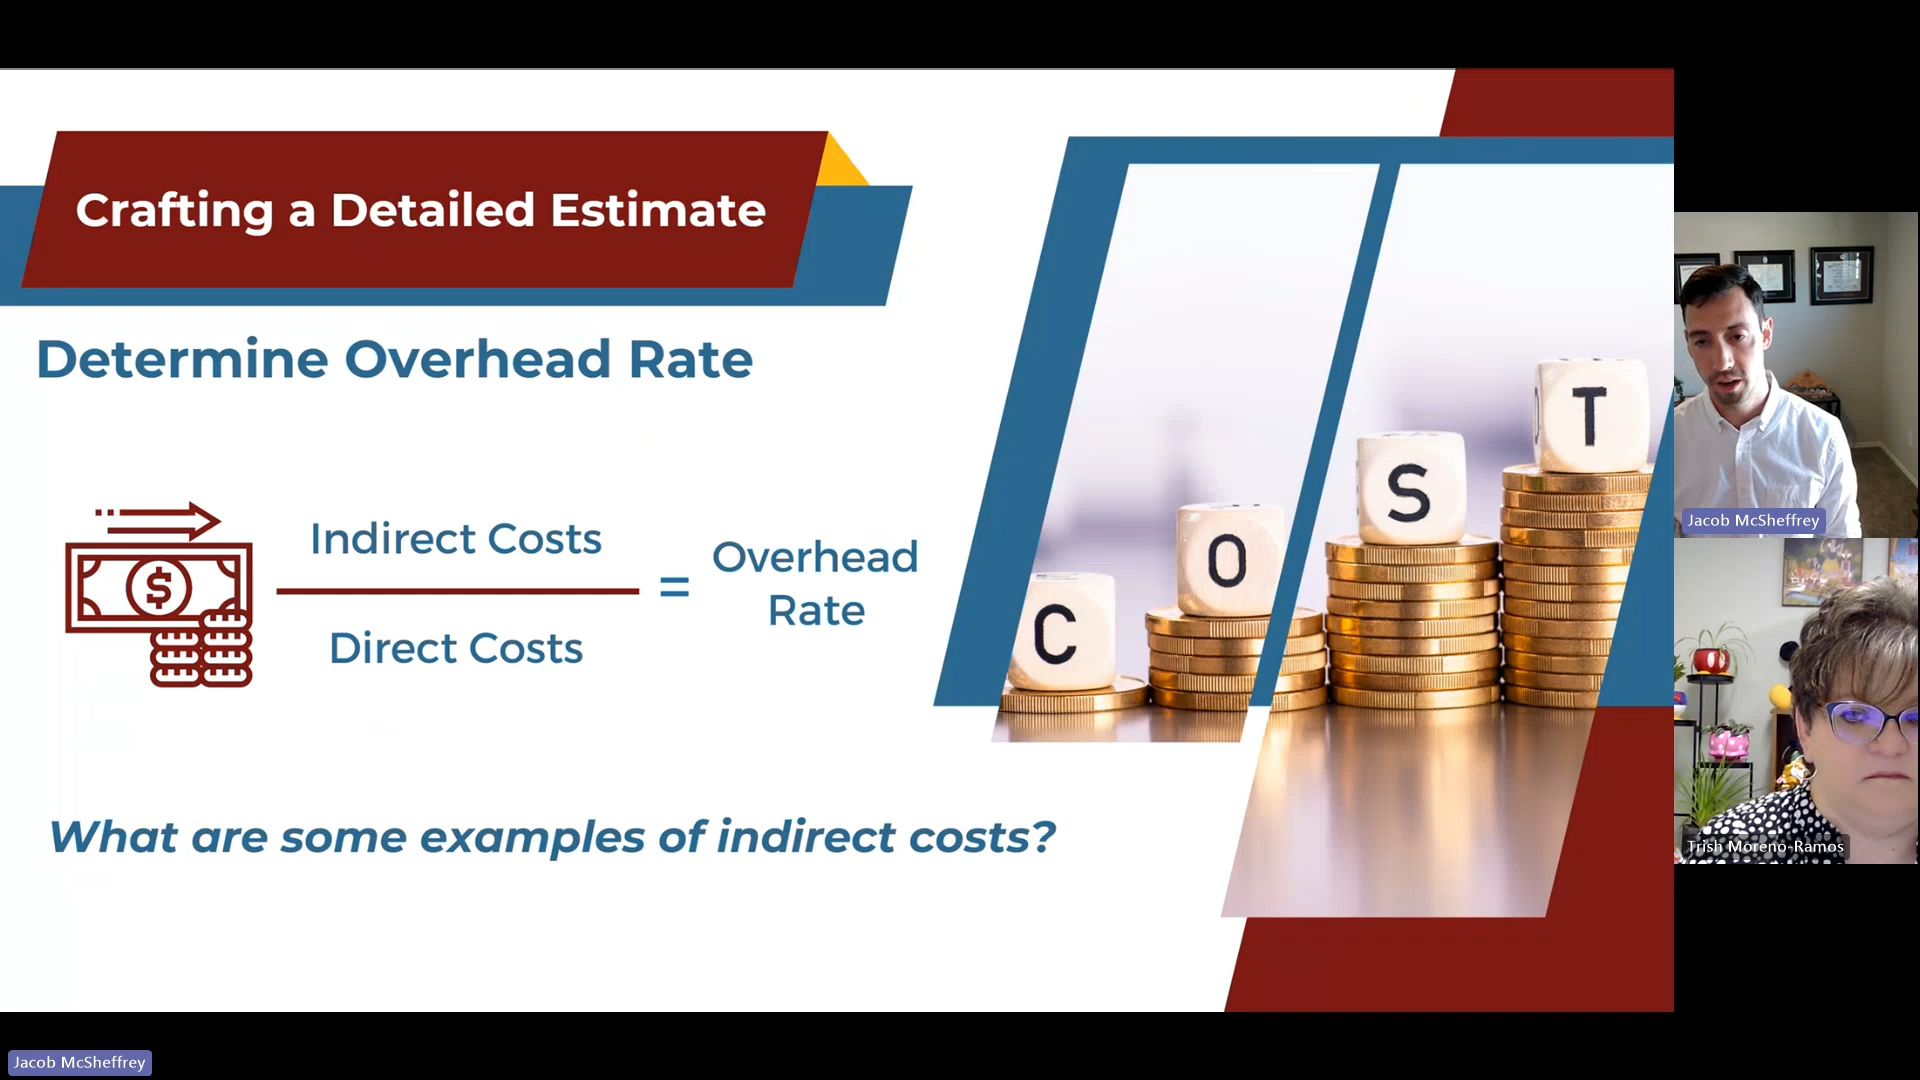 Crafting a Detailed Estimate
Determine Overhead Rate
$
Indirect Costs
Direct Costs
=
Overhead
Rate
C
O
S
T
What are some examples of indirect costs?
Jacob McSheffrey
Trish Moreno-Ramos
Jacob McSheffrey